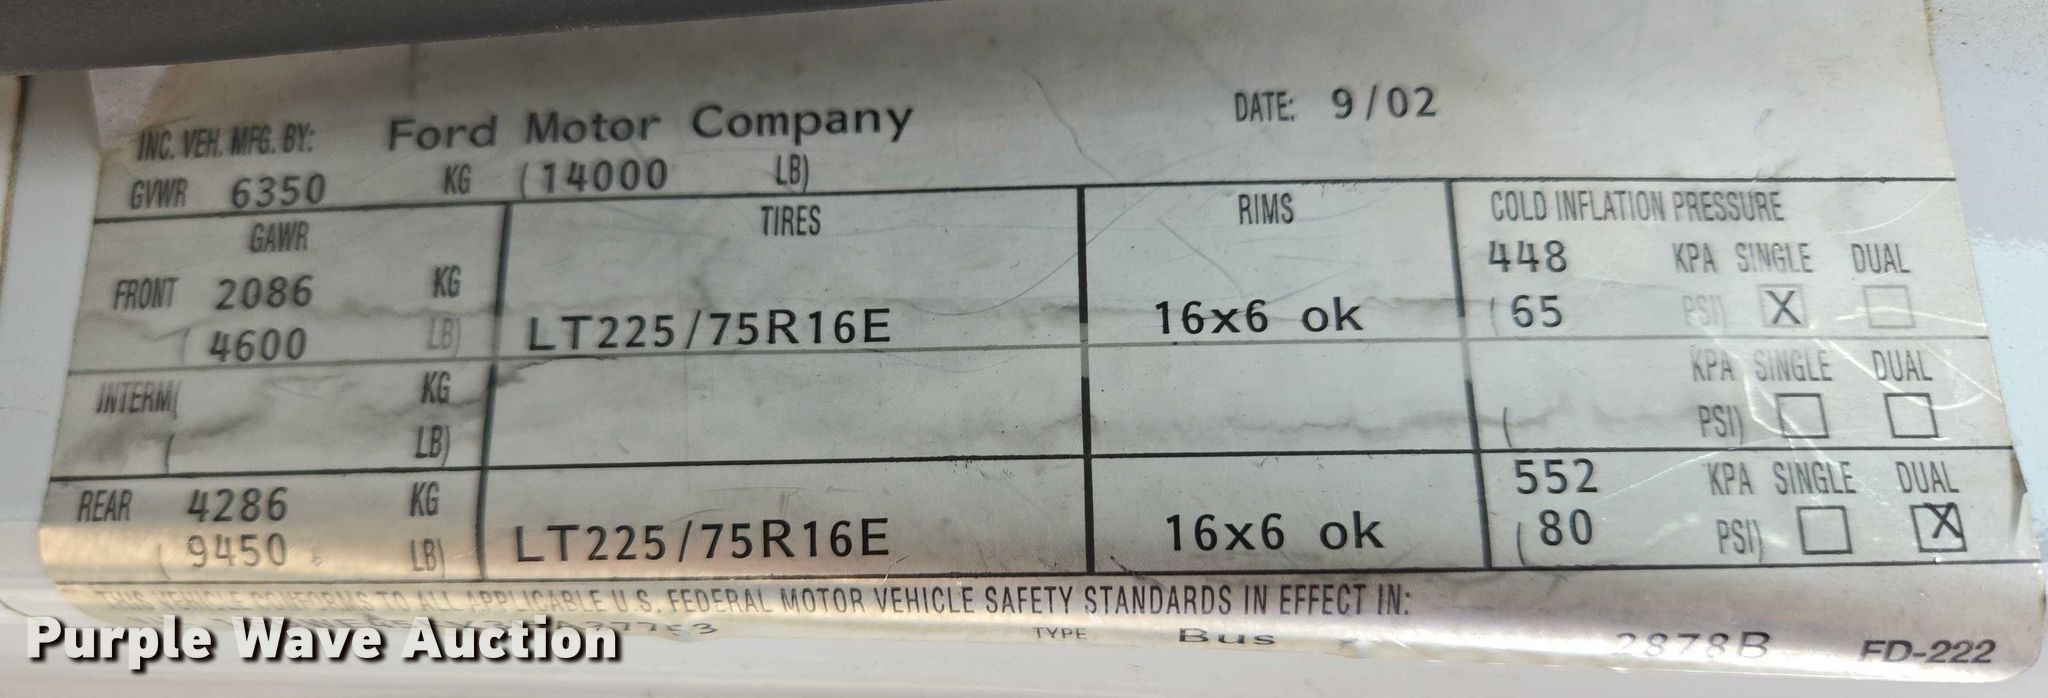 INC. VEH. MFG. BY: Ford Motor Company DATE: 9/02
GVWR 6350 KG (14000 LB)
GAWR TIRES RIMS COLD INFLATION PRESSURE
FRONT 2086 KG LT225/75R16E 16x6 ok 448 KPA SINGLE DUAL
(4600 LB) (65 PSI) X
INTERM( KG KPA SINGLE DUAL
( LB) ( PSI)
REAR 4286 KG LT225/75R16E 16x6 ok 552 KPA SINGLE DUAL
(9450 LB) (80 PSI) X
THIS VEHICLE CONFORMS TO ALL APPLICABLE U.S. FEDERAL MOTOR VEHICLE SAFETY STANDARDS IN EFFECT IN:
TYPE Bus 2878B FD-222
Purple Wave Auction